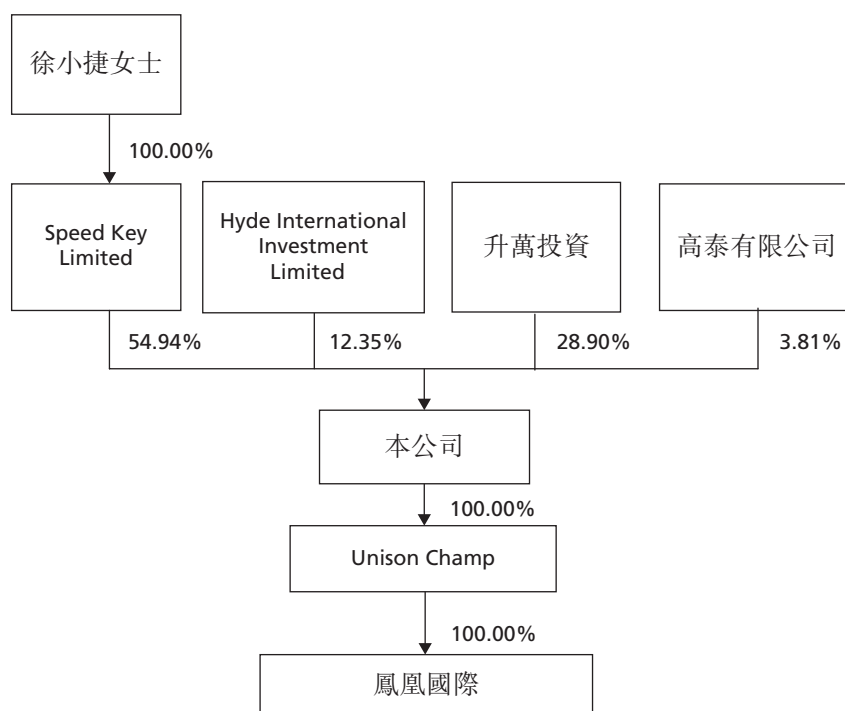 徐小捷女士
100.00%
Speed Key
Limited
Hyde International
Investment
Limited
升萬投資
高泰有限公司
54.94%
12.35%
28.90%
3.81%
本公司
100.00%
Unison Champ
100.00%
鳳凰國際